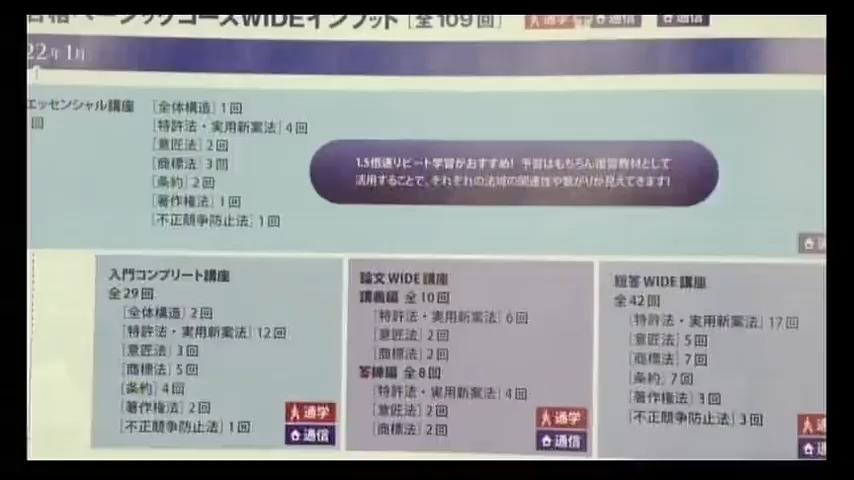 合格ベーシックコースWIDEインプット [全109回] 通学 通信 通信
22年1月
エッセンシャル講座
回
[全体構造] 1回
[特許法・実用新案法] 4回
[意匠法] 2回
[商標法] 3回
[条約] 2回
[著作権法] 1回
[不正競争防止法] 1回
1.5倍速リピート学習がおすすめ! 予習はもちろん復習教材として
活用することで、それぞれの法域の関連性や繋がりが見えてきます!
入門コンプリート講座
全29回
[全体構造] 2回
[特許法・実用新案法] 12回
[意匠法] 3回
[商標法] 5回
[条約] 4回
[著作権法] 2回
[不正競争防止法] 1回
通学
通信
論文WIDE講座
講義編 全10回
[特許法・実用新案法] 6回
[意匠法] 2回
[商標法] 2回
答練編 全8回
[特許法・実用新案法] 4回
[意匠法] 2回
[商標法] 2回
通学
通信
短答WIDE講座
全42回
[特許法・実用新案法] 17回
[意匠法] 5回
[商標法] 7回
[条約] 7回
[著作権法] 3回
[不正競争防止法] 3回